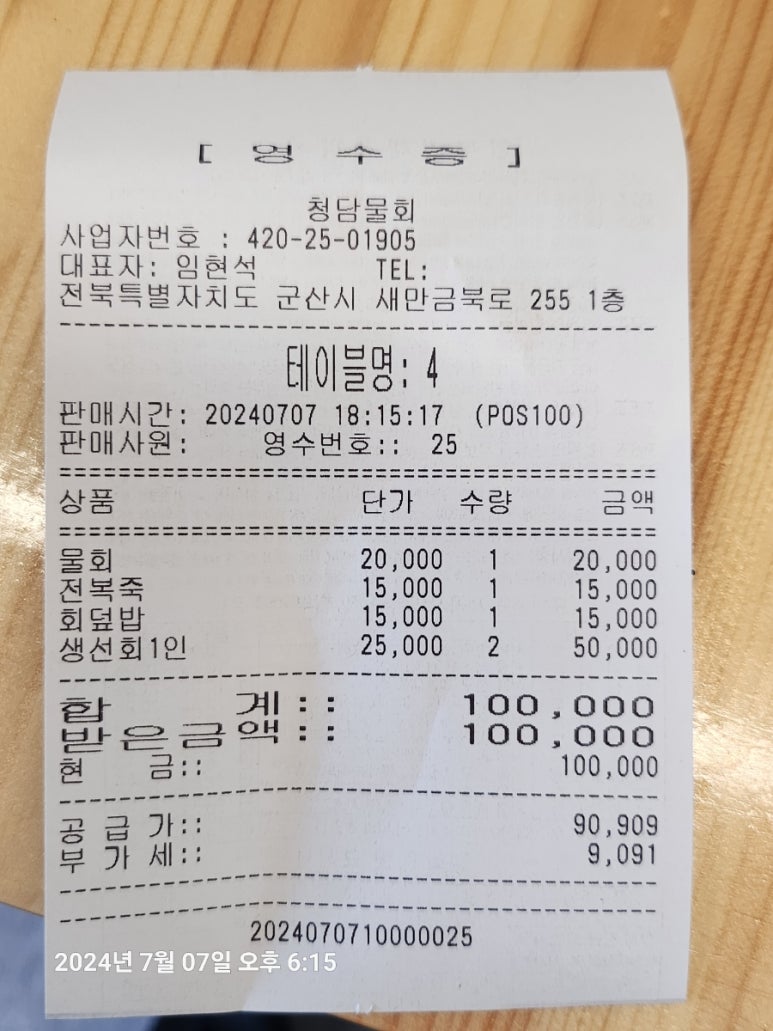 [ 영 수 증 ]
청담물회
사업자번호 : 420-25-01905
대표자: 임현석 TEL:
전북특별자치도 군산시 새만금북로 255 1층
테이블명: 4
판매시간: 20240707 18:15:17 (POS100)
판매사원: 영수번호:: 25
상품 단가 수량 금액
물회 20,000 1 20,000
전복죽 15,000 1 15,000
회덮밥 15,000 1 15,000
생선회1인 25,000 2 50,000
합 계:: 100,000
받은금액:: 100,000
현 금:: 100,000
공 급 가:: 90,909
부 가 세:: 9,091
2024070710000025
2024년 7월 07일 오후 6:15